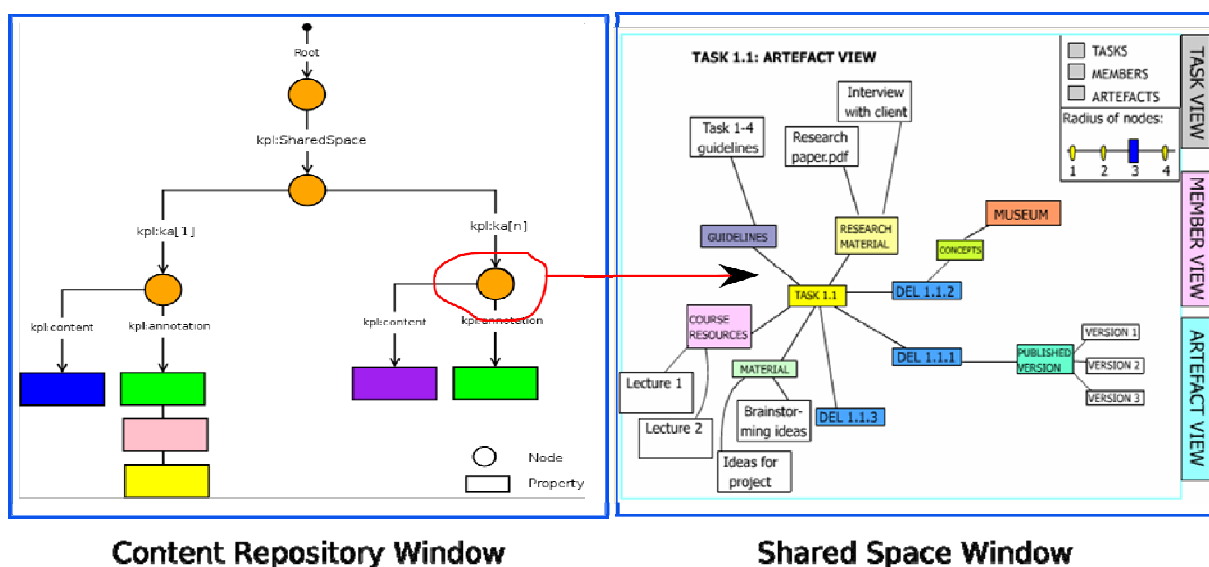 Root
kpl:SharedSpace
kpl:ka[1]
kpl:ka[n]
kpl:content
kpl:annotation
kpl:content
kpl:annotation
Node
Property
Content Repository Window
TASK 1.1: ARTEFACT VIEW
TASKS
MEMBERS
ARTEFACTS
Radius of nodes:
1 2 3 4
TASK VIEW
MEMBER VIEW
ARTEFACT VIEW
Interview
with client
Task 1-4
guidelines
Research
paper.pdf
GUIDELINES
RESEARCH
MATERIAL
MUSEUM
CONCEPTS
TASK 1.1
DEL 1.1.2
COURSE
RESOURCES
DEL 1.1.1
PUBLISHED
VERSION
VERSION 1
VERSION 2
VERSION 3
MATERIAL
Lecture 1
Lecture 2
Brainstor-
ming ideas
DEL 1.1.3
Ideas for
project
Shared Space Window